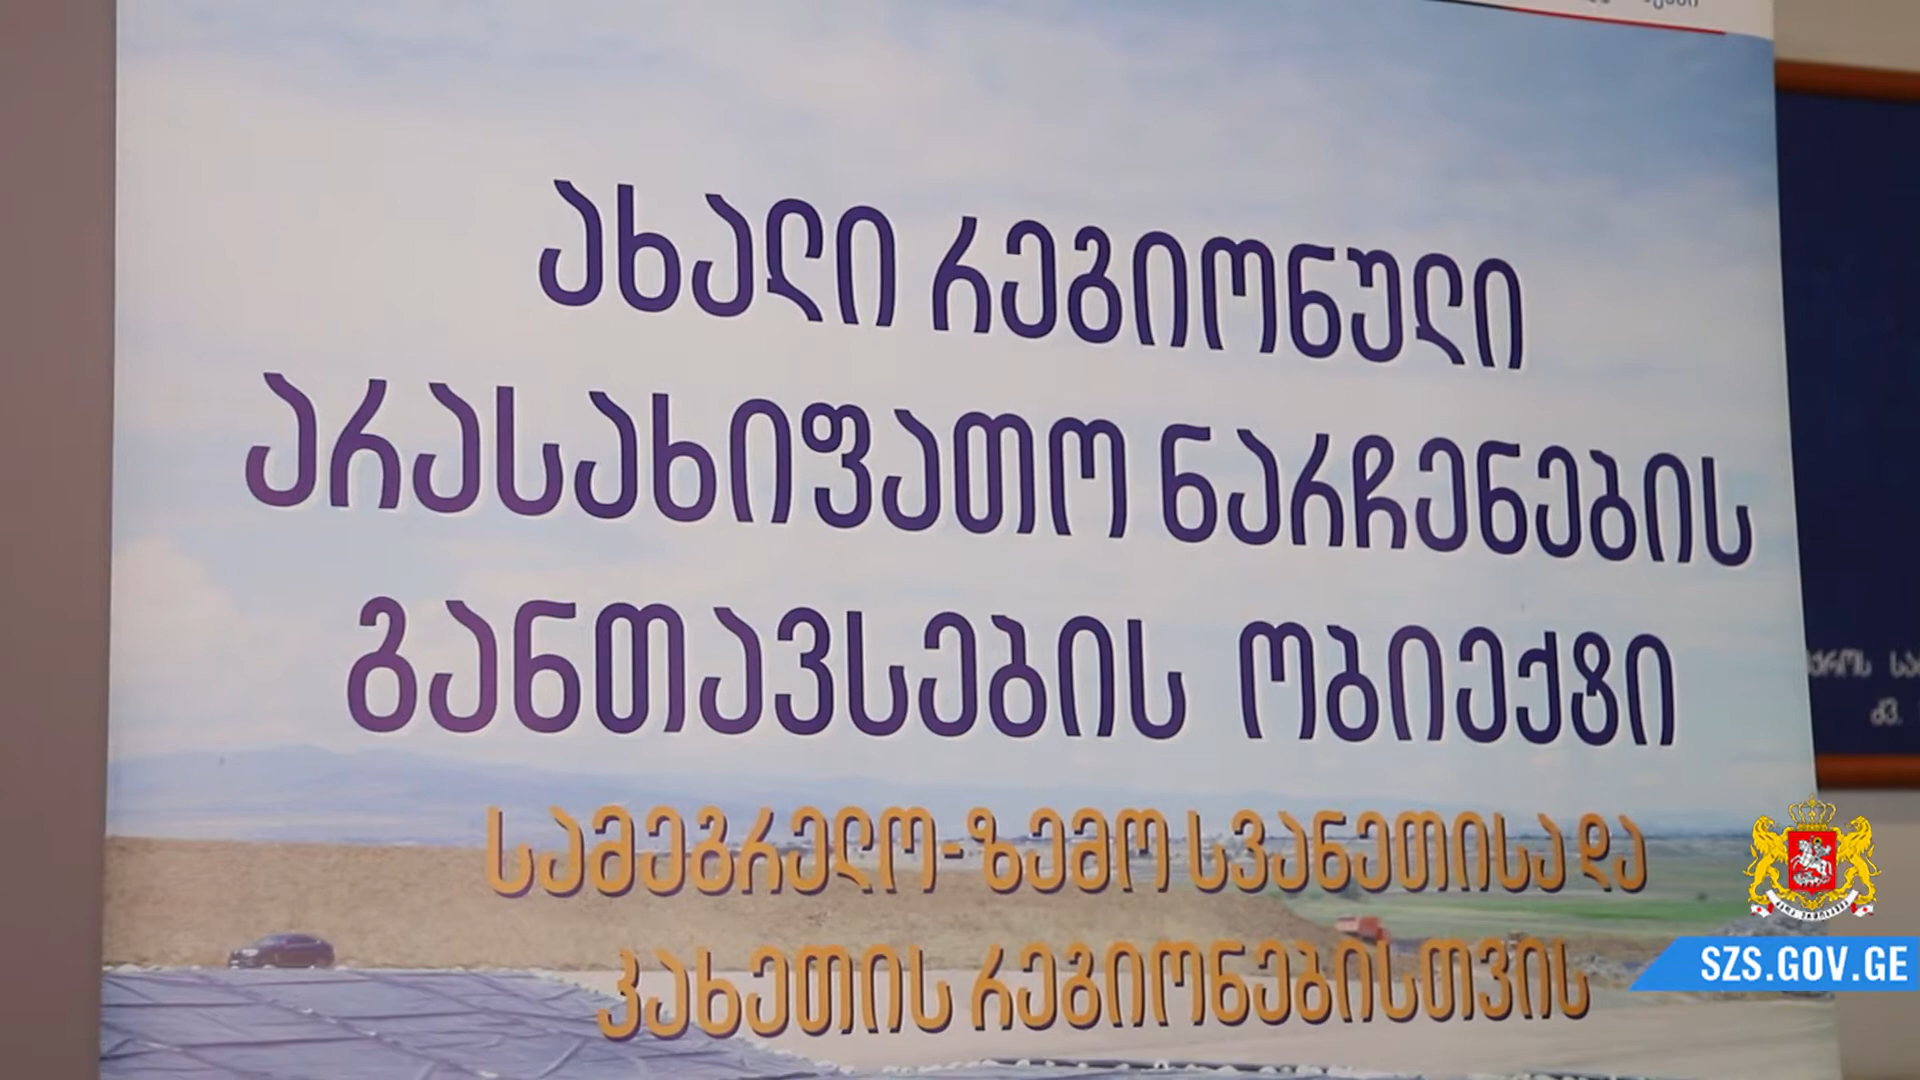 ახალი რეგიონული
არასახიფათო ნარჩენების
განთავსების ობიექტი
სამეგრელო-ზემო სვანეთისა და
კახეთის რეგიონებისთვის
SZS.GOV.GE